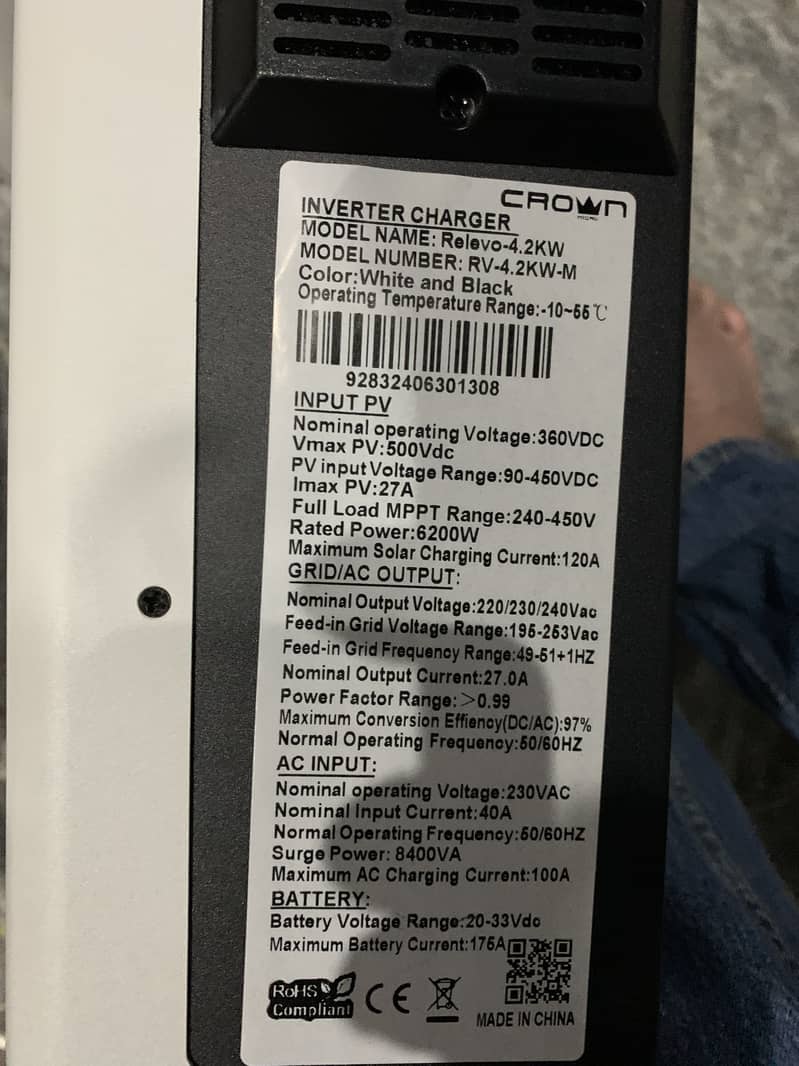 CROWN
MICRO
INVERTER CHARGER
MODEL NAME: Relevo-4.2KW
MODEL NUMBER: RV-4.2KW-M
Color:White and Black
Operating Temperature Range:-10~55℃
92832406301308
INPUT PV
Nominal operating Voltage:360VDC
Vmax PV:500Vdc
PV input Voltage Range:90-450VDC
Imax PV:27A
Full Load MPPT Range:240-450V
Rated Power:6200W
Maximum Solar Charging Current:120A
GRID/AC OUTPUT:
Nominal Output Voltage:220/230/240Vac
Feed-in Grid Voltage Range:195-253Vac
Feed-in Grid Frequency Range:49-51+1HZ
Nominal Output Current:27.0A
Power Factor Range:>0.99
Maximum Conversion Effiency(DC/AC):97%
Normal Operating Frequency:50/60HZ
AC INPUT:
Nominal operating Voltage:230VAC
Nominal Input Current:40A
Normal Operating Frequency:50/60HZ
Surge Power: 8400VA
Maximum AC Charging Current:100A
BATTERY:
Battery Voltage Range:20-33Vdc
Maximum Battery Current:175A
RoHS
Compliant
CE
MADE IN CHINA